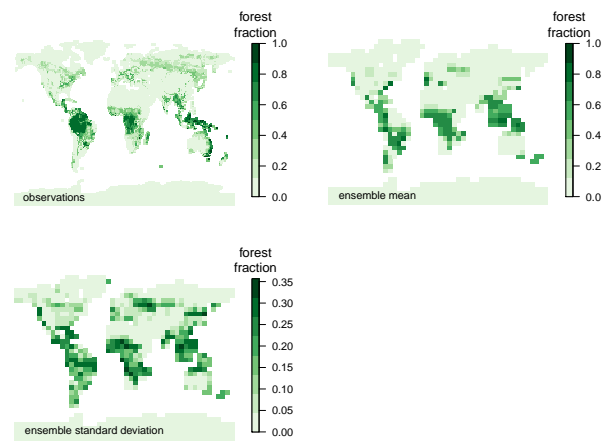 forest
fraction
1.0
0.8
0.6
0.4
0.2
0.0
observations
forest
fraction
1.0
0.8
0.6
0.4
0.2
0.0
ensemble mean
forest
fraction
0.35
0.30
0.25
0.20
0.15
0.10
0.05
0.00
ensemble standard deviation